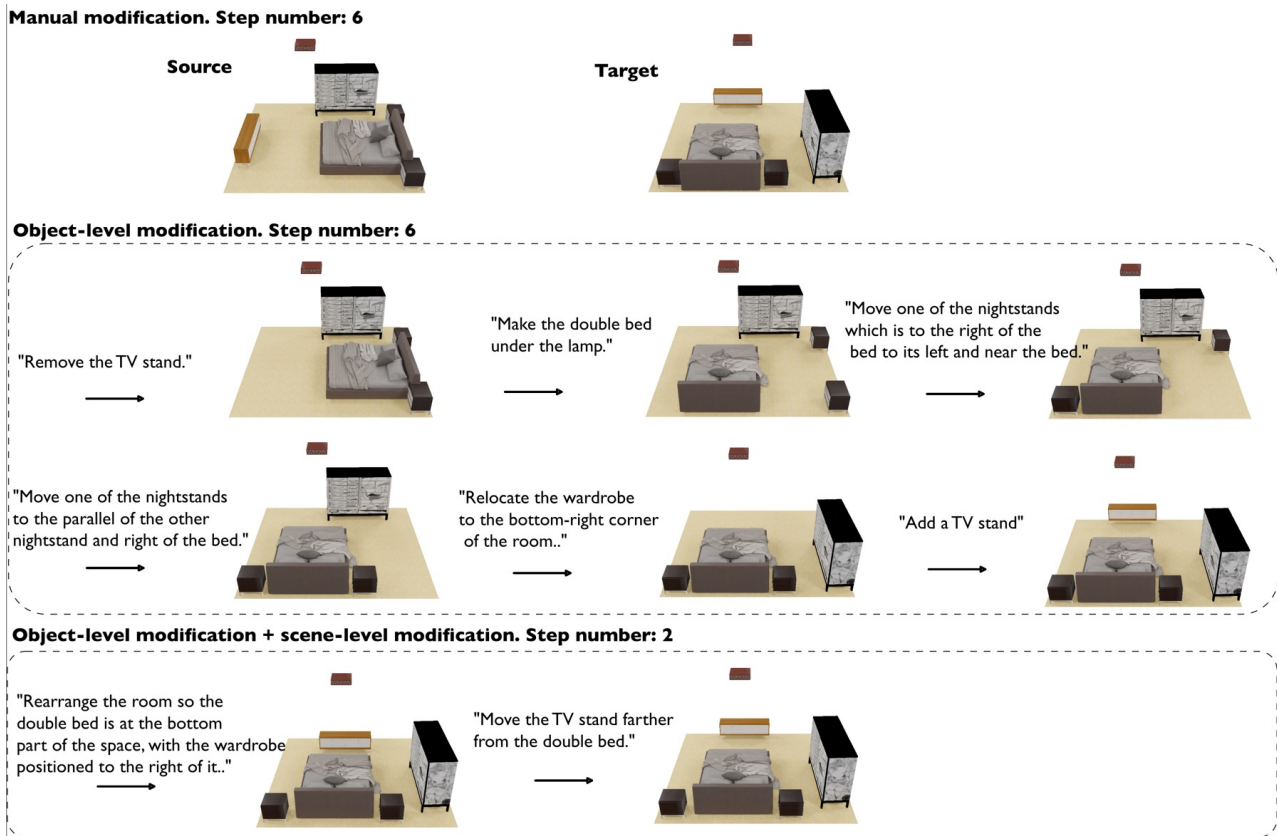 Manual modification. Step number: 6
Source
Target
Object-level modification. Step number: 6
"Remove the TV stand."
"Make the double bed
under the lamp."
"Move one of the nightstands
which is to the right of the
bed to its left and near the bed."
"Move one of the nightstands
to the parallel of the other
nightstand and right of the bed."
"Relocate the wardrobe
to the bottom-right corner
of the room.."
"Add a TV stand"
Object-level modification + scene-level modification. Step number: 2
"Rearrange the room so the
double bed is at the bottom
part of the space, with the wardrobe
positioned to the right of it.."
"Move the TV stand farther
from the double bed."